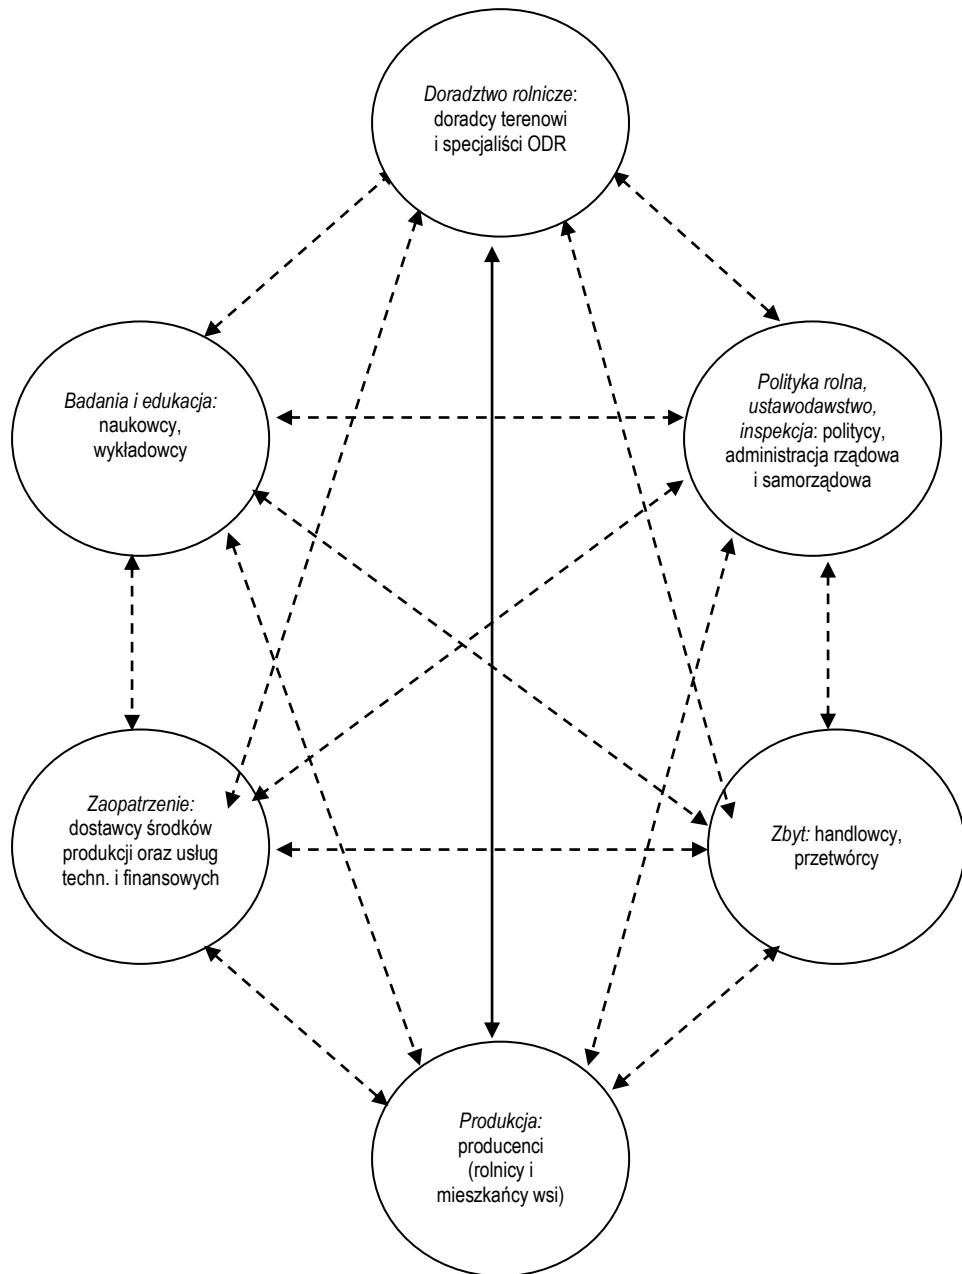 Doradztwo rolnicze:
doradcy terenowi
i specjaliści ODR
Badania i edukacja:
naukowcy,
wykładowcy
Polityka rolna,
ustawodawstwo,
inspekcja: politycy,
administracja rządowa
i samorządowa
Zaopatrzenie:
dostawcy środków
produkcji oraz usług
techn. i finansowych
Zbyt: handlowcy,
przetwórcy
Produkcja:
producenci
(rolnicy i
mieszkańcy wsi)